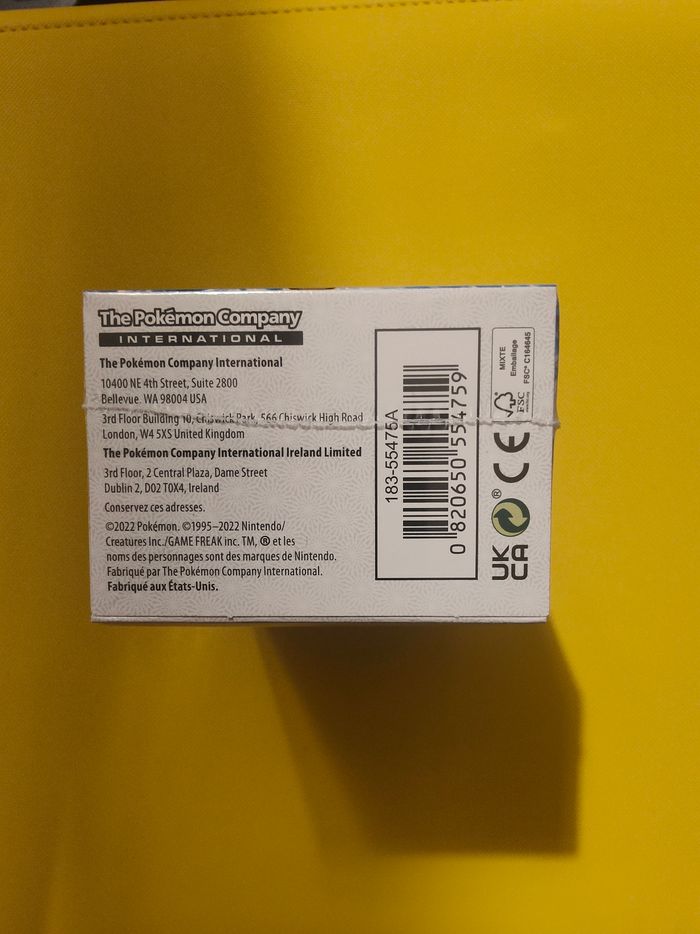 The Pokémon Company
INTERNATIONAL
The Pokémon Company International
10400 NE 4th Street, Suite 2800
Bellevue, WA 98004 USA
3rd Floor Building 10, Chiswick Park, 566 Chiswick High Road
London, W4 5XS United Kingdom
The Pokémon Company International Ireland Limited
3rd Floor, 2 Central Plaza, Dame Street
Dublin 2, D02 T0X4, Ireland
Conservez ces adresses.
©2022 Pokémon. ©1995–2022 Nintendo/
Creatures Inc./GAME FREAK inc. TM, ® et les
noms des personnages sont des marques de Nintendo.
Fabriqué par The Pokémon Company International.
Fabriqué aux États-Unis.
183-55475A
0 820650 554759
MIXTE
Emballage
FSC® C164645
FSC
CE
®
UK
CA